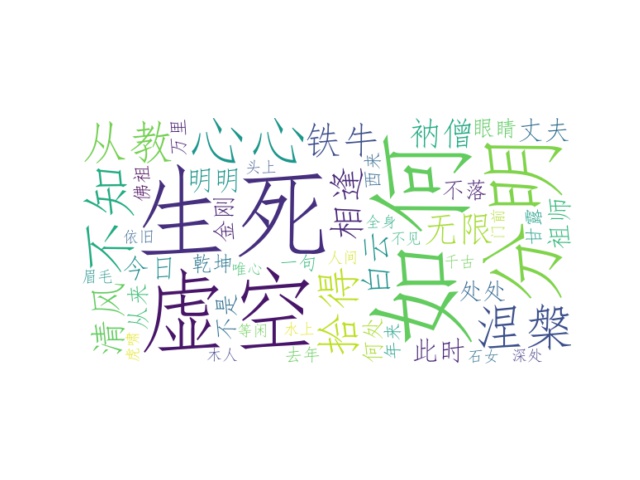 从教
万里
心心
铁牛
衲僧
眼睛
丈夫
不知
佛祖
明明
头上
生死
金刚
相逢
西来
如何
不落
分明
祖师
甘露
门前
无限
全身
不见
白云
依旧
今日
乾坤
唯心
一句
人间
千古
眉毛
清风
从来
虎啸
虚空
不是
等闲
水上
拾得
处处
涅槃
木人
去年
何处
年来
此时
石女
深处